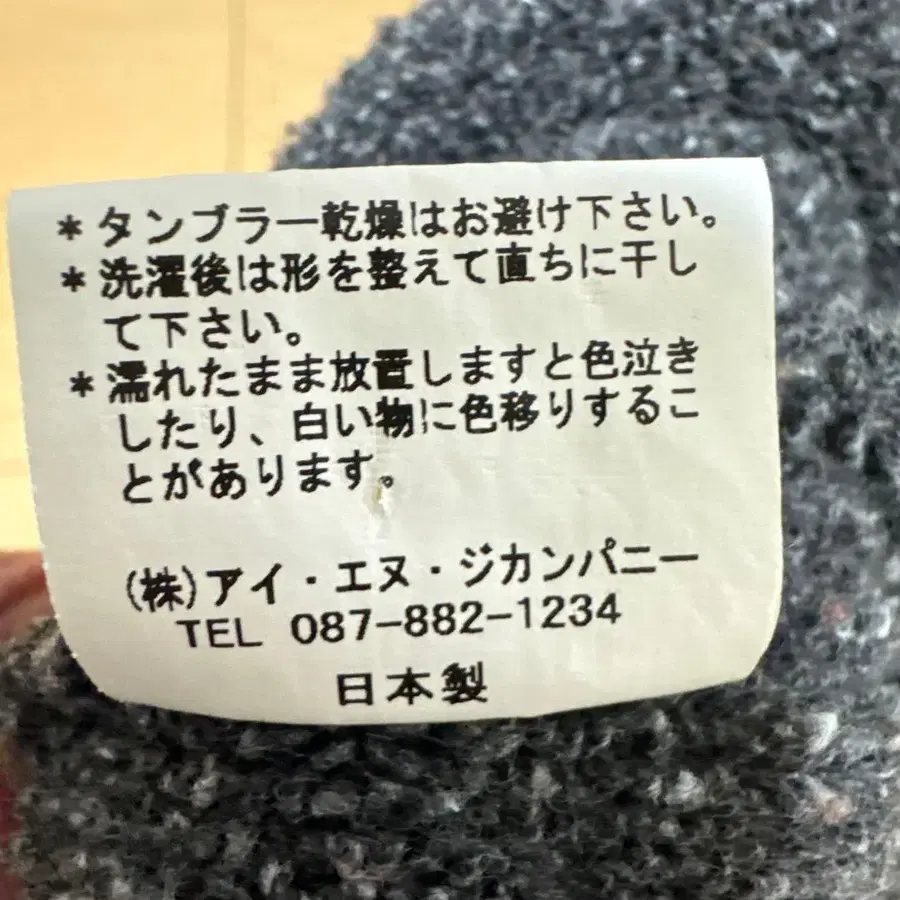 ＊タンブラー乾燥はお避け下さい。
＊洗濯後は形を整えて直ちに干し
て下さい。
＊濡れたまま放置しますと色泣き
したり、白い物に色移りするこ
とがあります。
(株)アイ・エヌ・ジカンパニー
TEL 087-882-1234
日本製